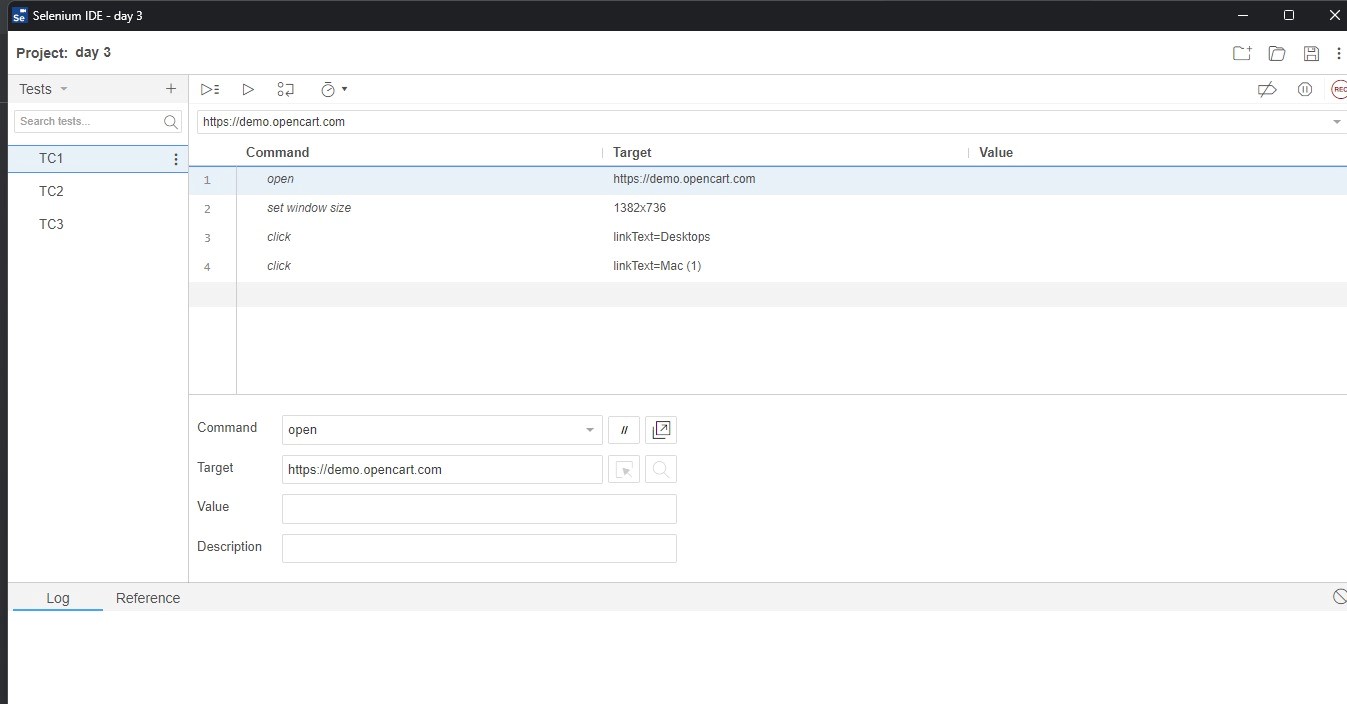 Se Selenium IDE - day 3
Project: day 3
Tests
Search tests...
https://demo.opencart.com
REC
TC1
TC2
TC3
Command Target Value
1 open https://demo.opencart.com
2 set window size 1382x736
3 click linkText=Desktops
4 click linkText=Mac (1)
Command open //
Target https://demo.opencart.com
Value
Description
Log Reference